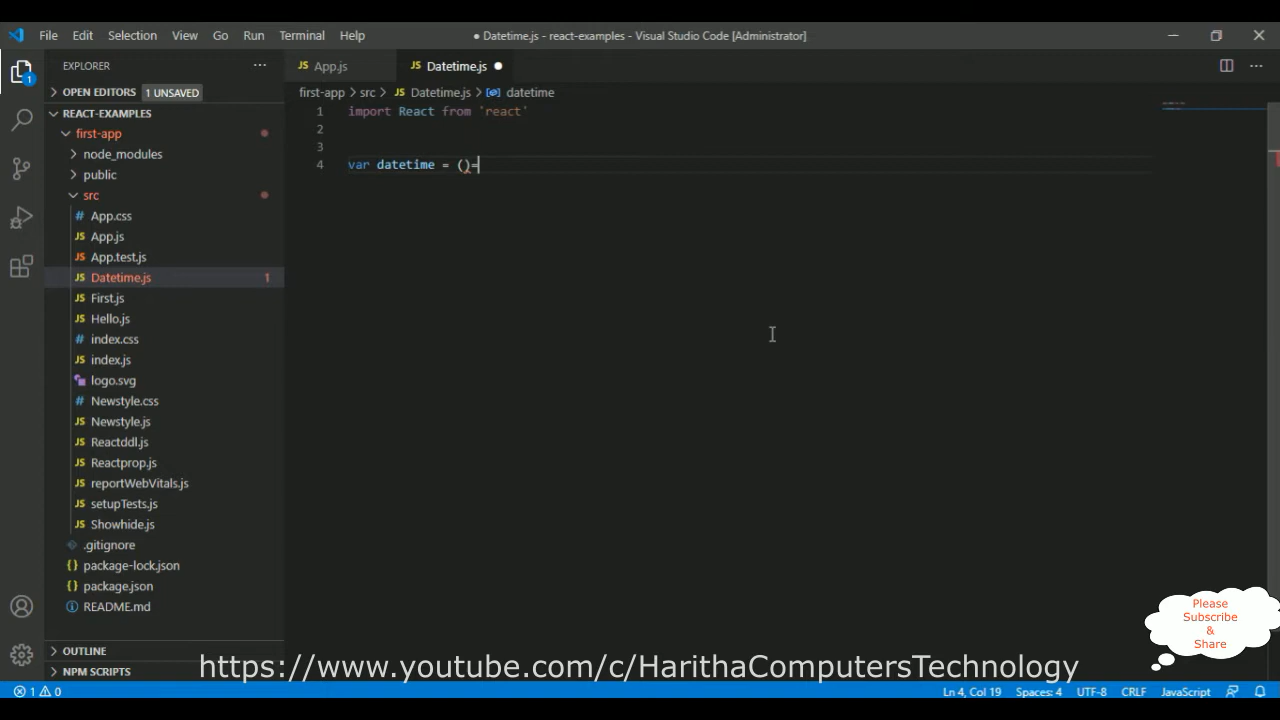 File Edit Selection View Go Run Terminal Help
● Datetime.js - react-examples - Visual Studio Code [Administrator]
EXPLORER
App.js
Datetime.js
OPEN EDITORS 1 UNSAVED
first-app > src > Datetime.js > datetime
REACT-EXAMPLES
first-app
node_modules
public
src
App.css
App.js
App.test.js
Datetime.js 1
First.js
Hello.js
index.css
index.js
logo.svg
Newstyle.css
Newstyle.js
Reactddl.js
Reactprop.js
reportWebVitals.js
setupTests.js
Showhide.js
.gitignore
package-lock.json
package.json
README.md
OUTLINE
NPM SCRIPTS
1 import React from 'react'
2
3
4 var datetime = ()=
Please
Subscribe
&
Share
https://www.youtube.com/c/HarithaComputersTechnology
1 0
Ln 4, Col 19 Spaces: 4 UTF-8 CRLF JavaScript